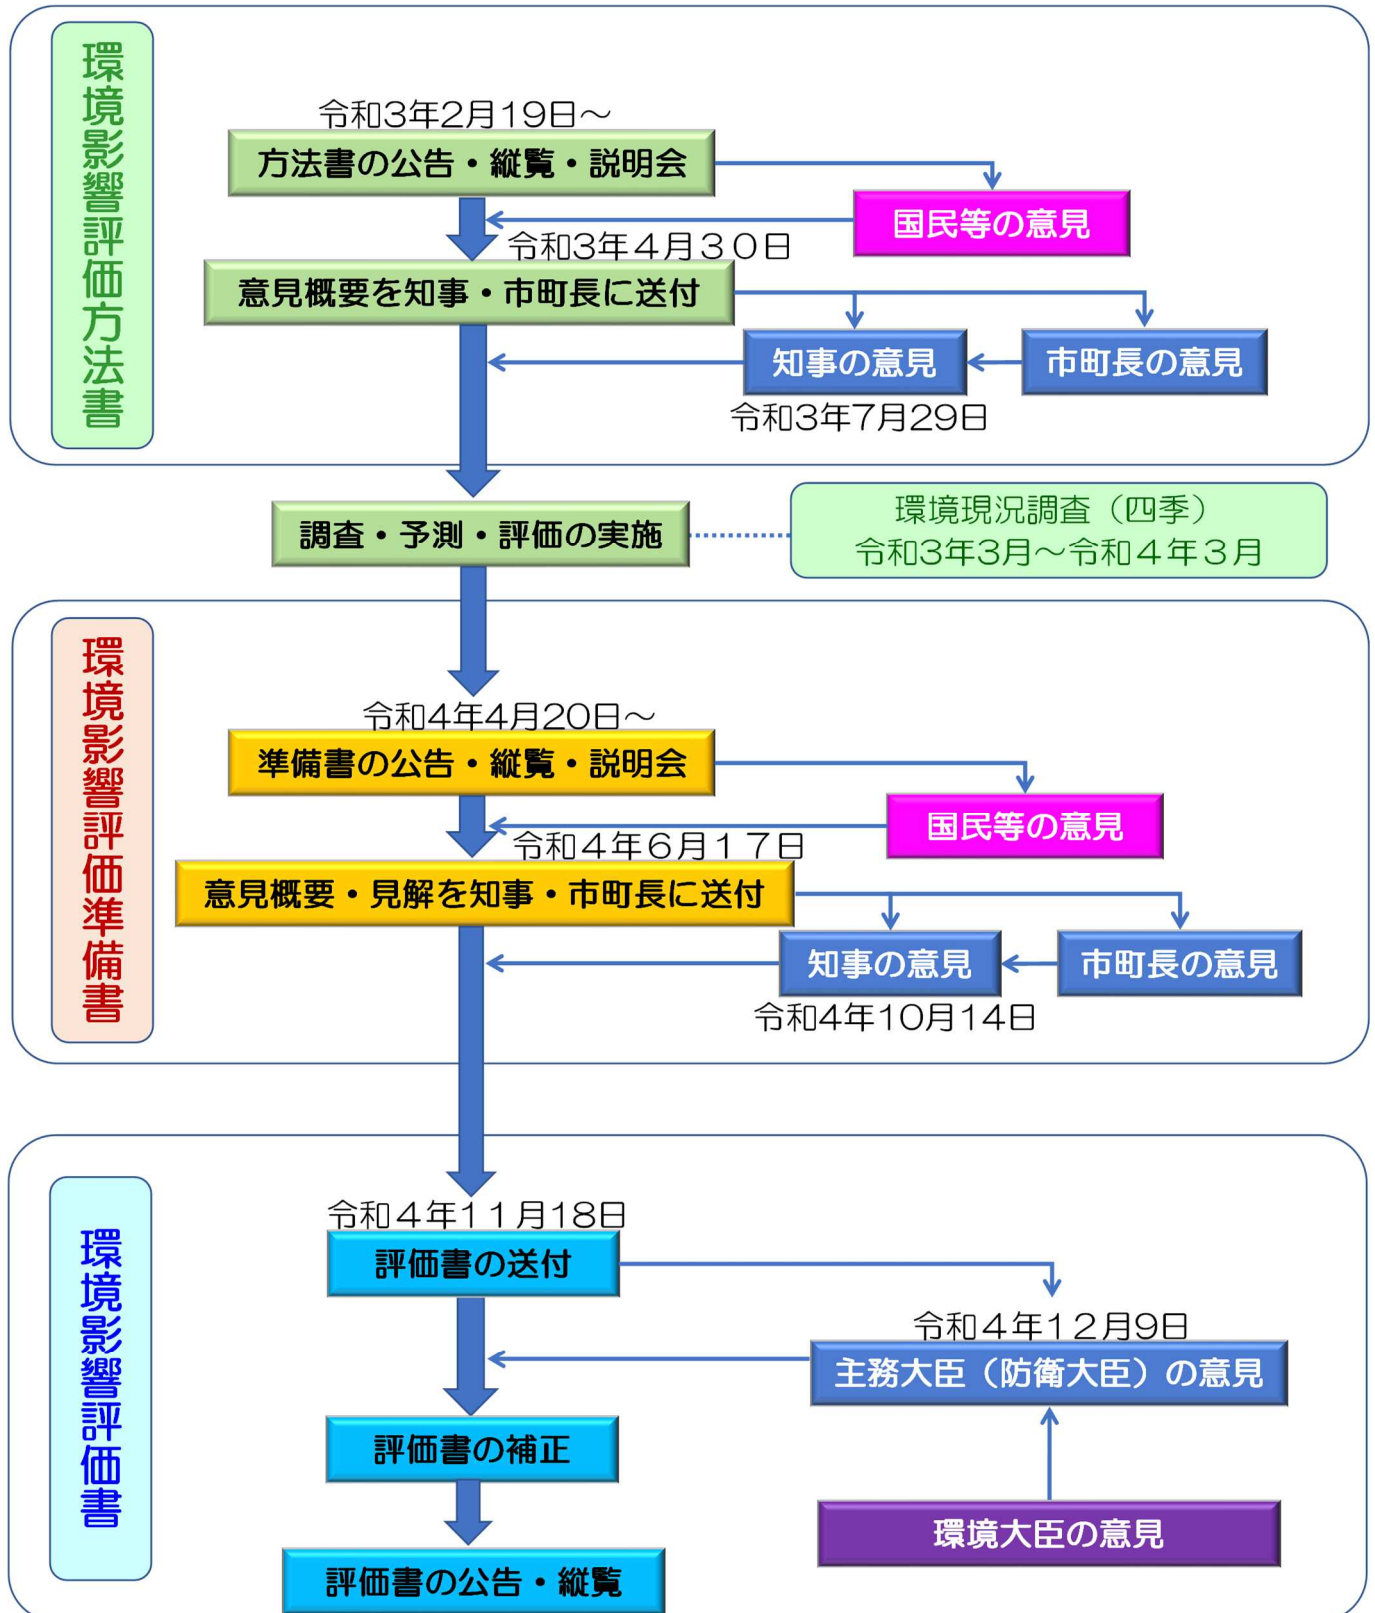 環境影響評価方法書
令和3年2月19日～
方法書の公告・縦覧・説明会
国民等の意見
令和3年4月３０日
意見概要を知事・市町長に送付
知事の意見
市町長の意見
令和3年7月29日
調査・予測・評価の実施
環境現況調査（四季）
令和3年3月～令和４年３月
環境影響評価準備書
令和4年4月20日～
準備書の公告・縦覧・説明会
国民等の意見
令和４年６月１７日
意見概要・見解を知事・市町長に送付
知事の意見
市町長の意見
令和4年10月14日
環境影響評価書
令和４年１１月18日
評価書の送付
令和４年１２月9日
主務大臣（防衛大臣）の意見
評価書の補正
環境大臣の意見
評価書の公告・縦覧